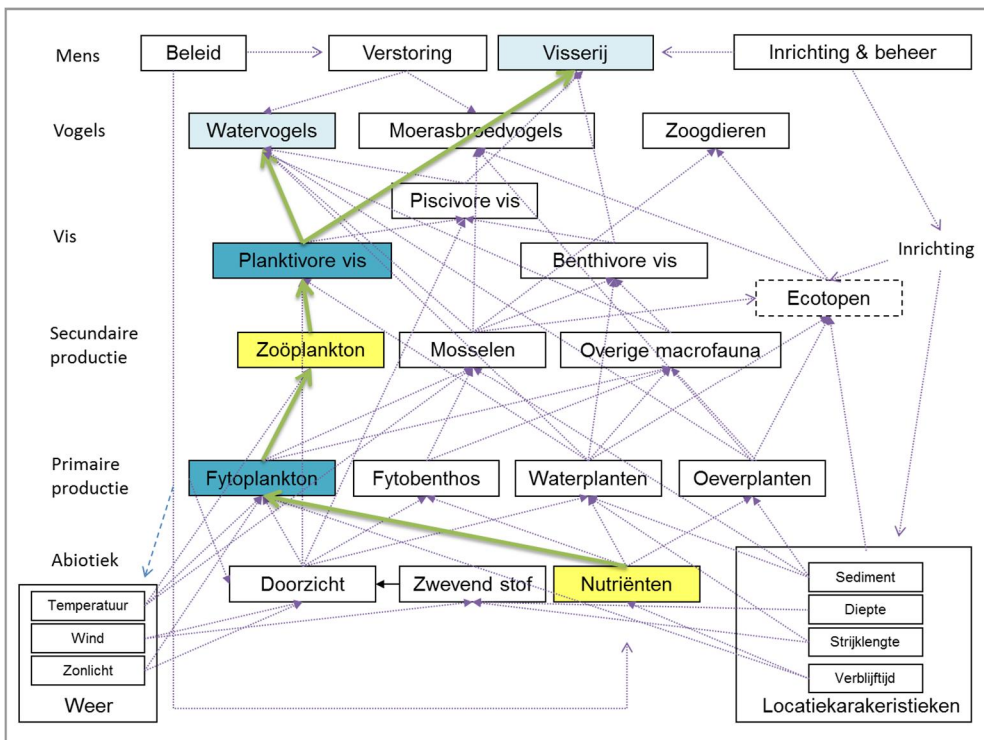 Mens
Beleid
Verstoring
Visserij
Inrichting & beheer
Vogels
Watervogels
Moerasbroedvogels
Zoogdieren
Piscivore vis
Vis
Planktivore vis
Benthivore vis
Inrichting
Ecotopen
Secundaire
productie
Zoöplankton
Mosselen
Overige macrofauna
Primaire
productie
Fytoplankton
Fytobenthos
Waterplanten
Oeverplanten
Abiotiek
Doorzicht
Zwevend stof
Nutriënten
Temperatuur
Wind
Zonlicht
Weer
Sediment
Diepte
Strijklengte
Verblijftijd
Locatiekarakeristieken